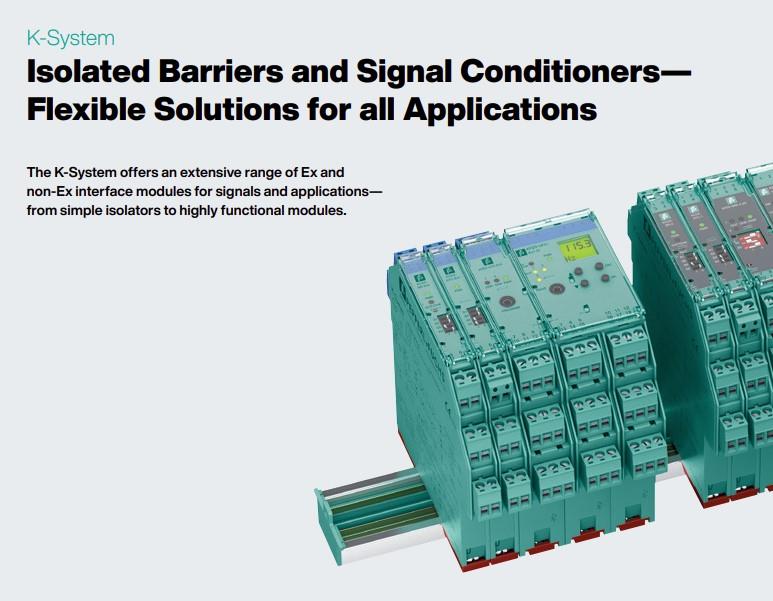 K-System
Isolated Barriers and Signal Conditioners—
Flexible Solutions for all Applications
The K-System offers an extensive range of Ex and
non-Ex interface modules for signals and applications—
from simple isolators to highly functional modules.
115.3
Hz